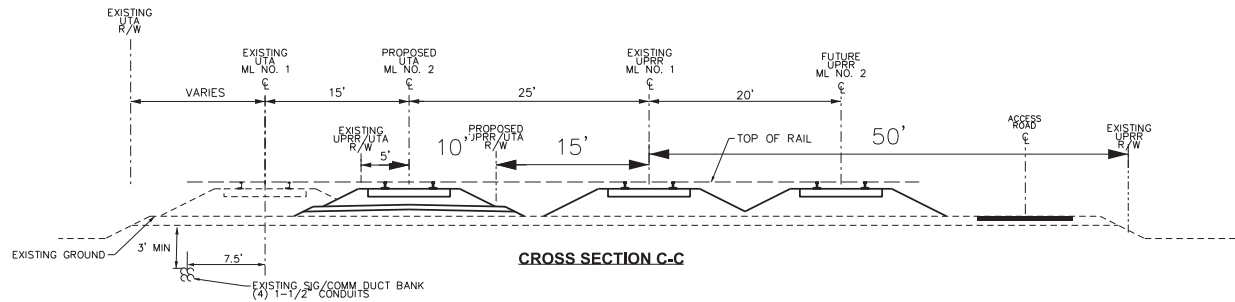 EXISTING
UTA
R/W
EXISTING
UTA
ML NO. 1
℄
PROPOSED
UTA
ML NO. 2
℄
EXISTING
UPRR
ML NO. 1
℄
FUTURE
UPRR
ML NO. 2
℄
VARIES
15'
25'
20'
EXISTING
UPRR/UTA
R/W
5'
10'
PROPOSED
UPRR/UTA
R/W
15'
TOP OF RAIL
50'
ACCESS
ROAD
℄
EXISTING
UPRR
R/W
EXISTING GROUND
3' MIN
7.5'
EXISTING SIG/COMM DUCT BANK
(4) 1-1/2" CONDUITS
CROSS SECTION C-C